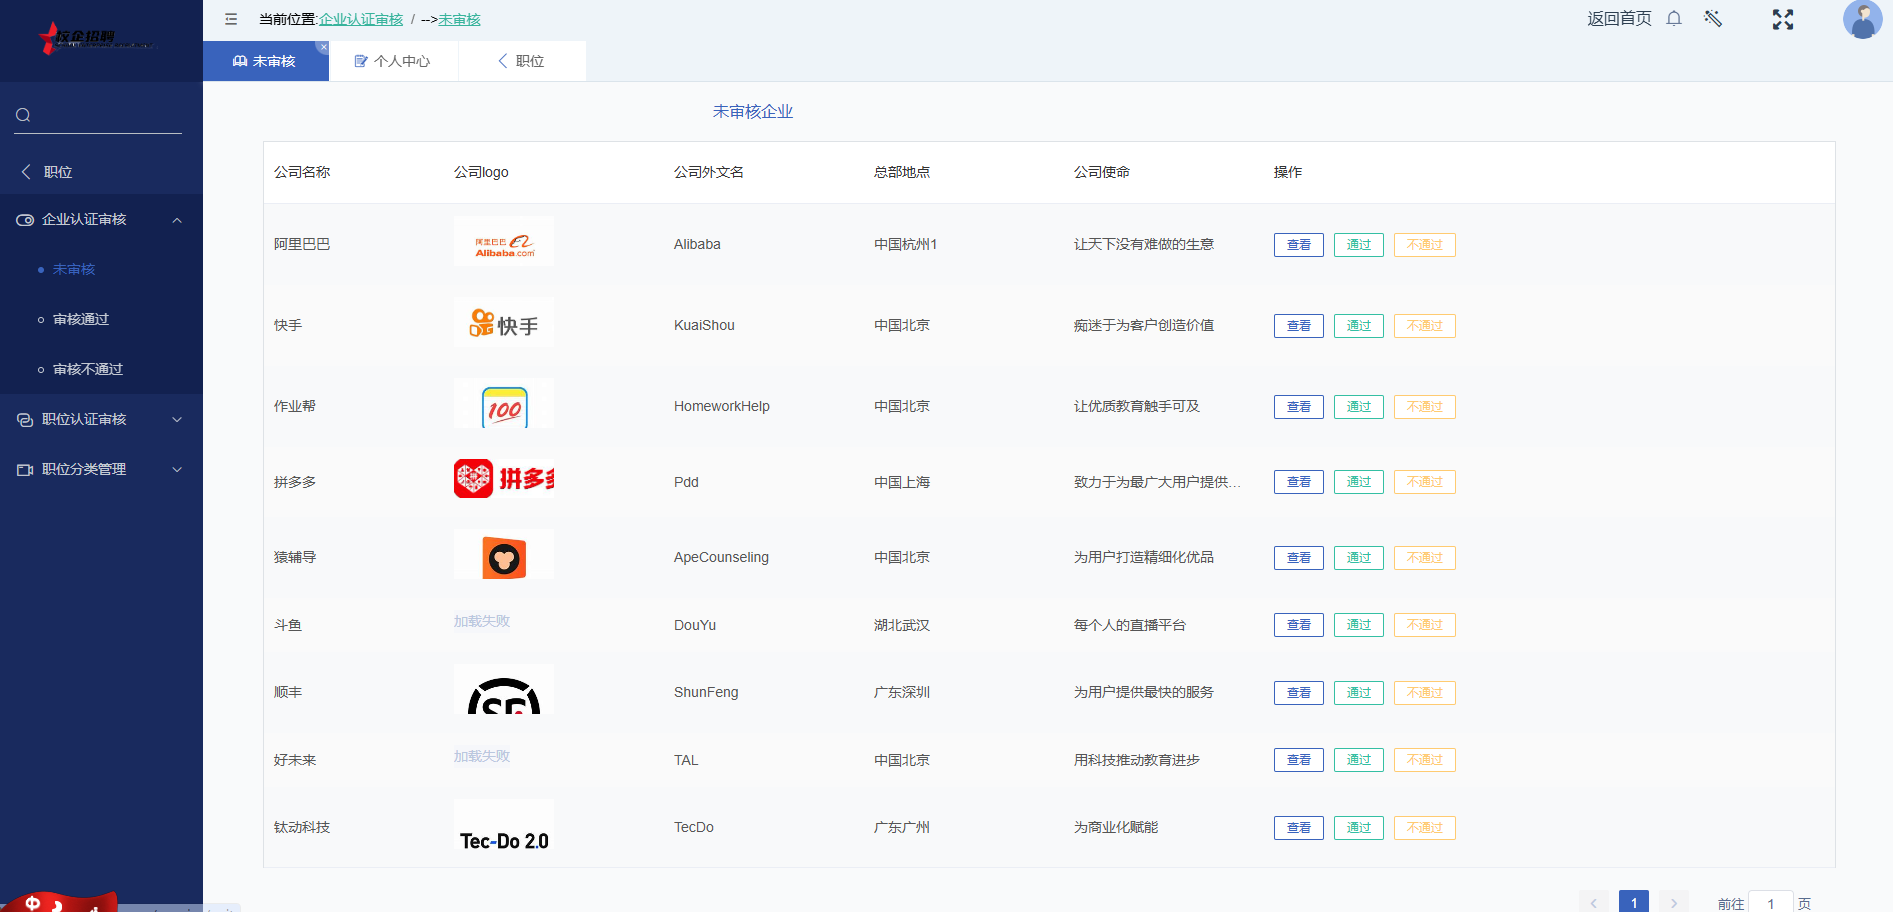 校企招聘
当前位置:企业认证审核 / -->未审核
返回首页
未审核
个人中心
职位
职位
企业认证审核
未审核
审核通过
审核不通过
职位认证审核
职位分类管理
未审核企业
公司名称 公司logo 公司外文名 总部地点 公司使命 操作
阿里巴巴 阿里巴巴 Alibaba.com Alibaba 中国杭州1 让天下没有难做的生意 查看 通过 不通过
快手 快手 KuaiShou 中国北京 痴迷于为客户创造价值 查看 通过 不通过
作业帮 100 HomeworkHelp 中国北京 让优质教育触手可及 查看 通过 不通过
拼多多 拼多多 Pdd 中国上海 致力于为最广大用户提供... 查看 通过 不通过
猿辅导 ApeCounseling 中国北京 为用户打造精细化优品 查看 通过 不通过
斗鱼 加载失败 DouYu 湖北武汉 每个人的直播平台 查看 通过 不通过
顺丰 SF ShunFeng 广东深圳 为用户提供最快的服务 查看 通过 不通过
好未来 加载失败 TAL 中国北京 用科技推动教育进步 查看 通过 不通过
钛动科技 Tec-Do 2.0 TecDo 广东广州 为商业化赋能 查看 通过 不通过
1 前往 1 页